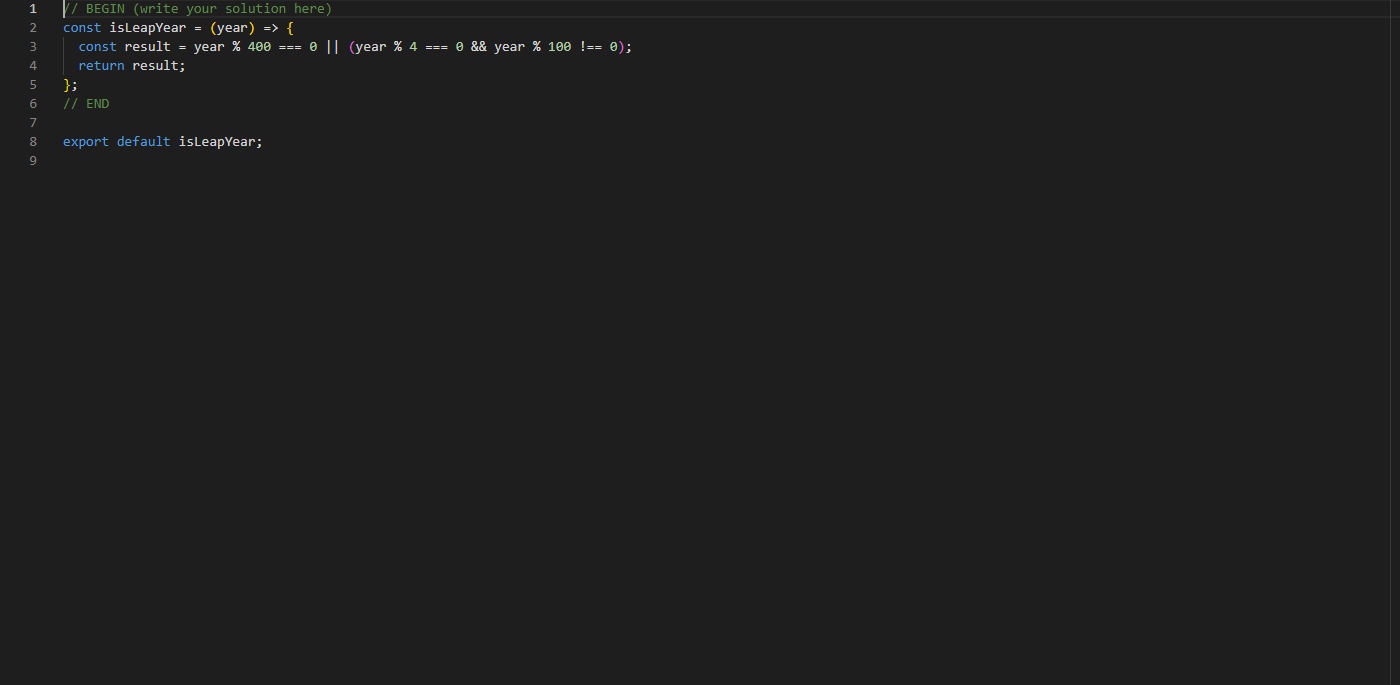 1 // BEGIN (write your solution here)
2 const isLeapYear = (year) => {
3 const result = year % 400 === 0 || (year % 4 === 0 && year % 100 !== 0);
4 return result;
5 };
6 // END
7
8 export default isLeapYear;
9